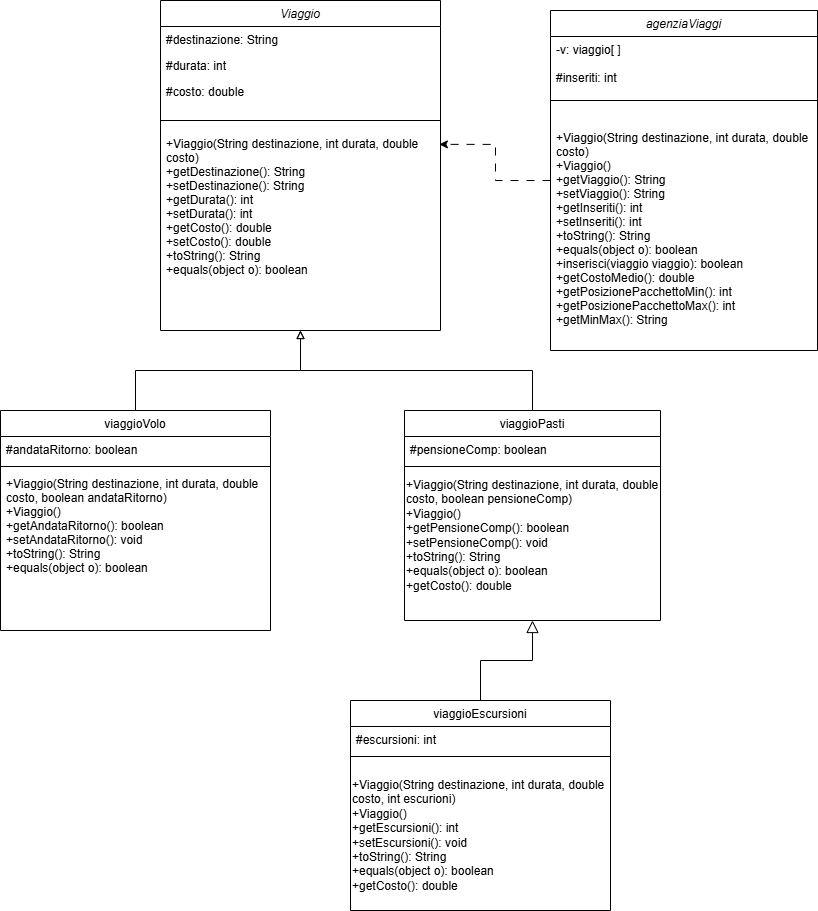 Viaggio
#destinazione: String
#durata: int
#costo: double
+Viaggio(String destinazione, int durata, double
costo)
+getDestinazione(): String
+setDestinazione(): String
+getDurata(): int
+setDurata(): int
+getCosto(): double
+setCosto(): double
+toString(): String
+equals(object o): boolean
agenziaViaggi
-v: viaggio[ ]
#inseriti: int
+Viaggio(String destinazione, int durata, double
costo)
+Viaggio()
+getViaggio(): String
+setViaggio(): String
+getInseriti(): int
+setInseriti(): int
+toString(): String
+equals(object o): boolean
+inserisci(viaggio viaggio): boolean
+getCostoMedio(): double
+getPosizionePacchettoMin(): int
+getPosizionePacchettoMax(): int
+getMinMax(): String
viaggioVolo
#andataRitorno: boolean
+Viaggio(String destinazione, int durata, double
costo, boolean andataRitorno)
+Viaggio()
+getAndataRitorno(): boolean
+setAndataRitorno(): void
+toString(): String
+equals(object o): boolean
viaggioPasti
#pensioneComp: boolean
+Viaggio(String destinazione, int durata, double
costo, boolean pensioneComp)
+Viaggio()
+getPensioneComp(): boolean
+setPensioneComp(): void
+toString(): String
+equals(object o): boolean
+getCosto(): double
viaggioEscursioni
#escursioni: int
+Viaggio(String destinazione, int durata, double
costo, int escurioni)
+Viaggio()
+getEscursioni(): int
+setEscursioni(): void
+toString(): String
+equals(object o): boolean
+getCosto(): double